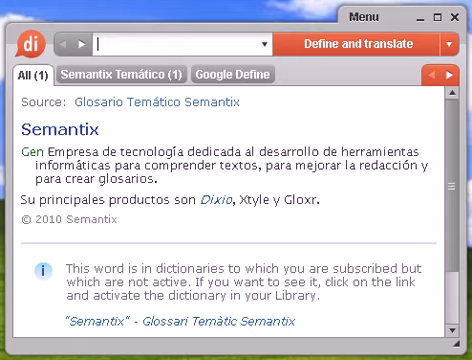 Menu
di
Define and translate
All (1) Semantix Temático (1) Google Define
Source: Glosario Temático Semantix
Semantix
Gen Empresa de tecnología dedicada al desarrollo de herramientas
informáticas para comprender textos, para mejorar la redacción y
para crear glosarios.
Su principales productos son Dixio, Xtyle y Gloxr.
© 2010 Semantix
This word is in dictionaries to which you are subscribed but
which are not active. If you want to see it, click on the link
and activate the dictionary in your Library.
"Semantix" - Glossari Temàtic Semantix